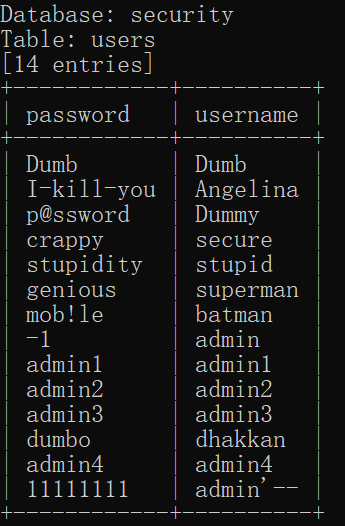 Database: security
Table: users
[14 entries]
+------------+----------+
| password   | username |
+------------+----------+
| Dumb       | Dumb     |
| I-kill-you | Angelina |
| p@ssword   | Dummy    |
| crappy     | secure   |
| stupidity  | stupid   |
| genious    | superman |
| mob!le     | batman   |
| -1         | admin    |
| admin1     | admin1   |
| admin2     | admin2   |
| admin3     | admin3   |
| dumbo      | dhakkan  |
| admin4     | admin4   |
| 11111111   | admin'-- |
+------------+----------+